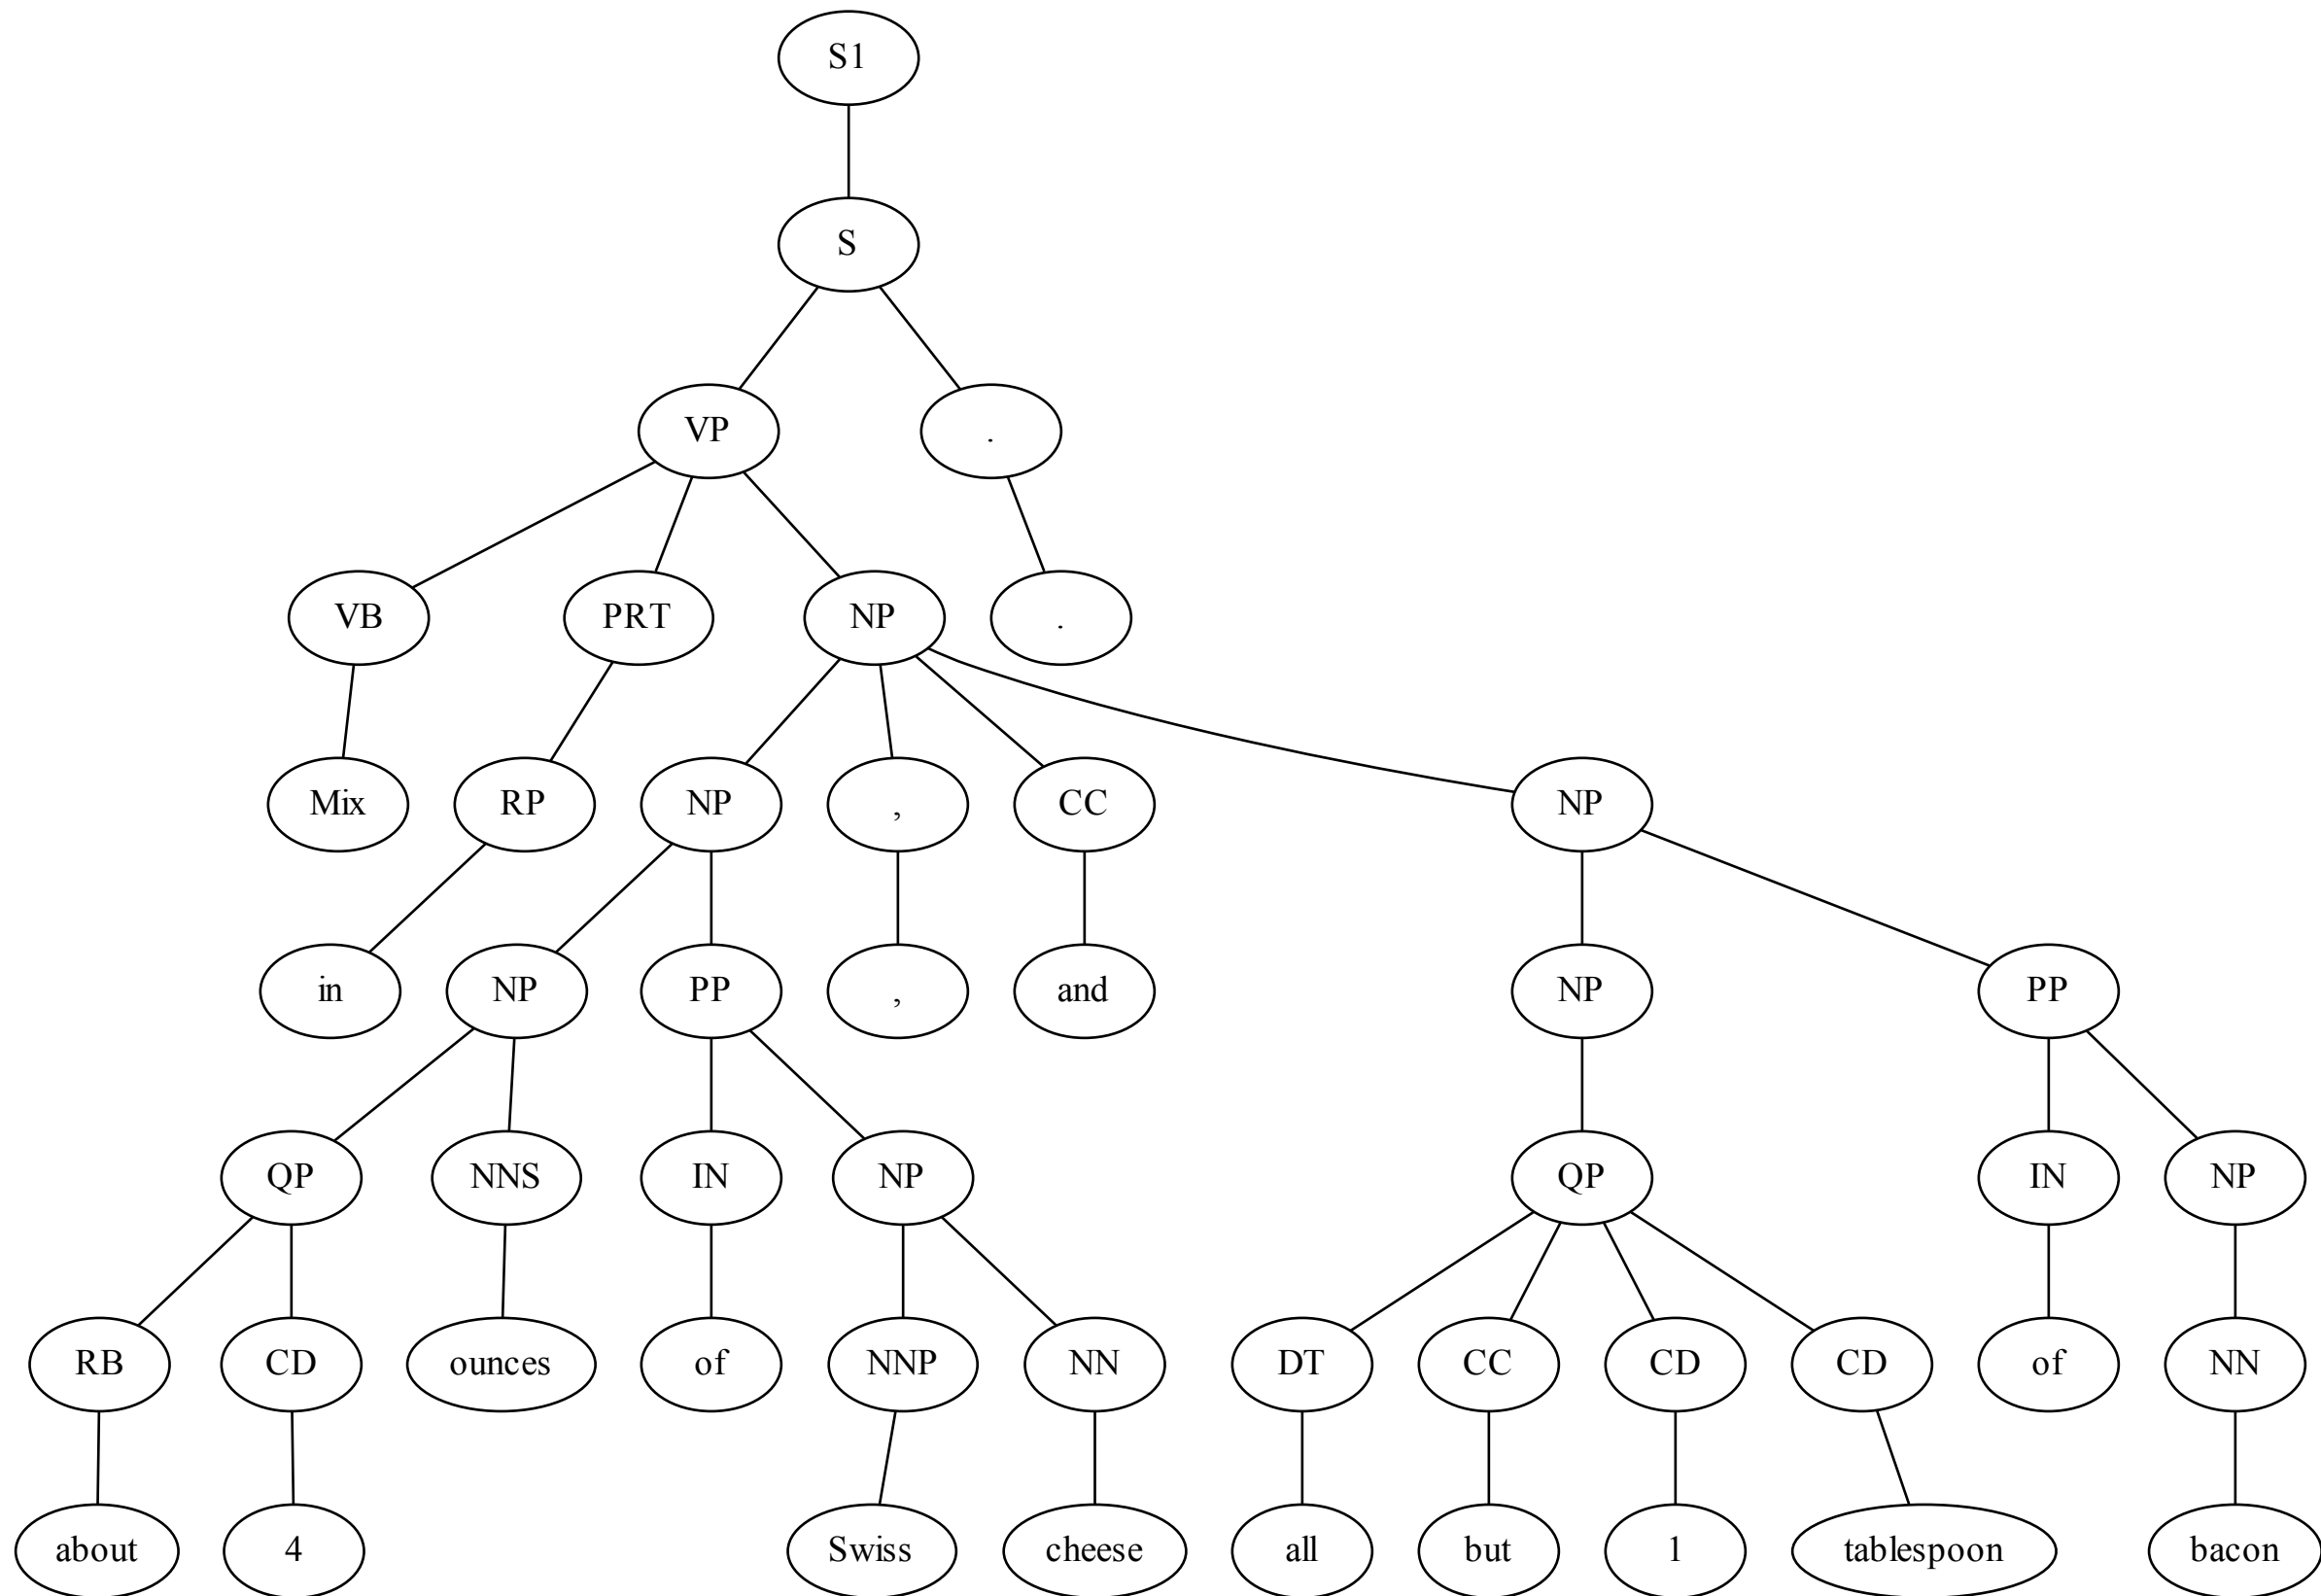 S1
S
VP .
VB PRT NP .
Mix RP NP , CC NP
in NP PP , and NP PP
QP NNS IN NP QP IN NP
RB CD ounces of NNP NN DT CC CD CD of NN
about 4 Swiss cheese all but 1 tablespoon bacon